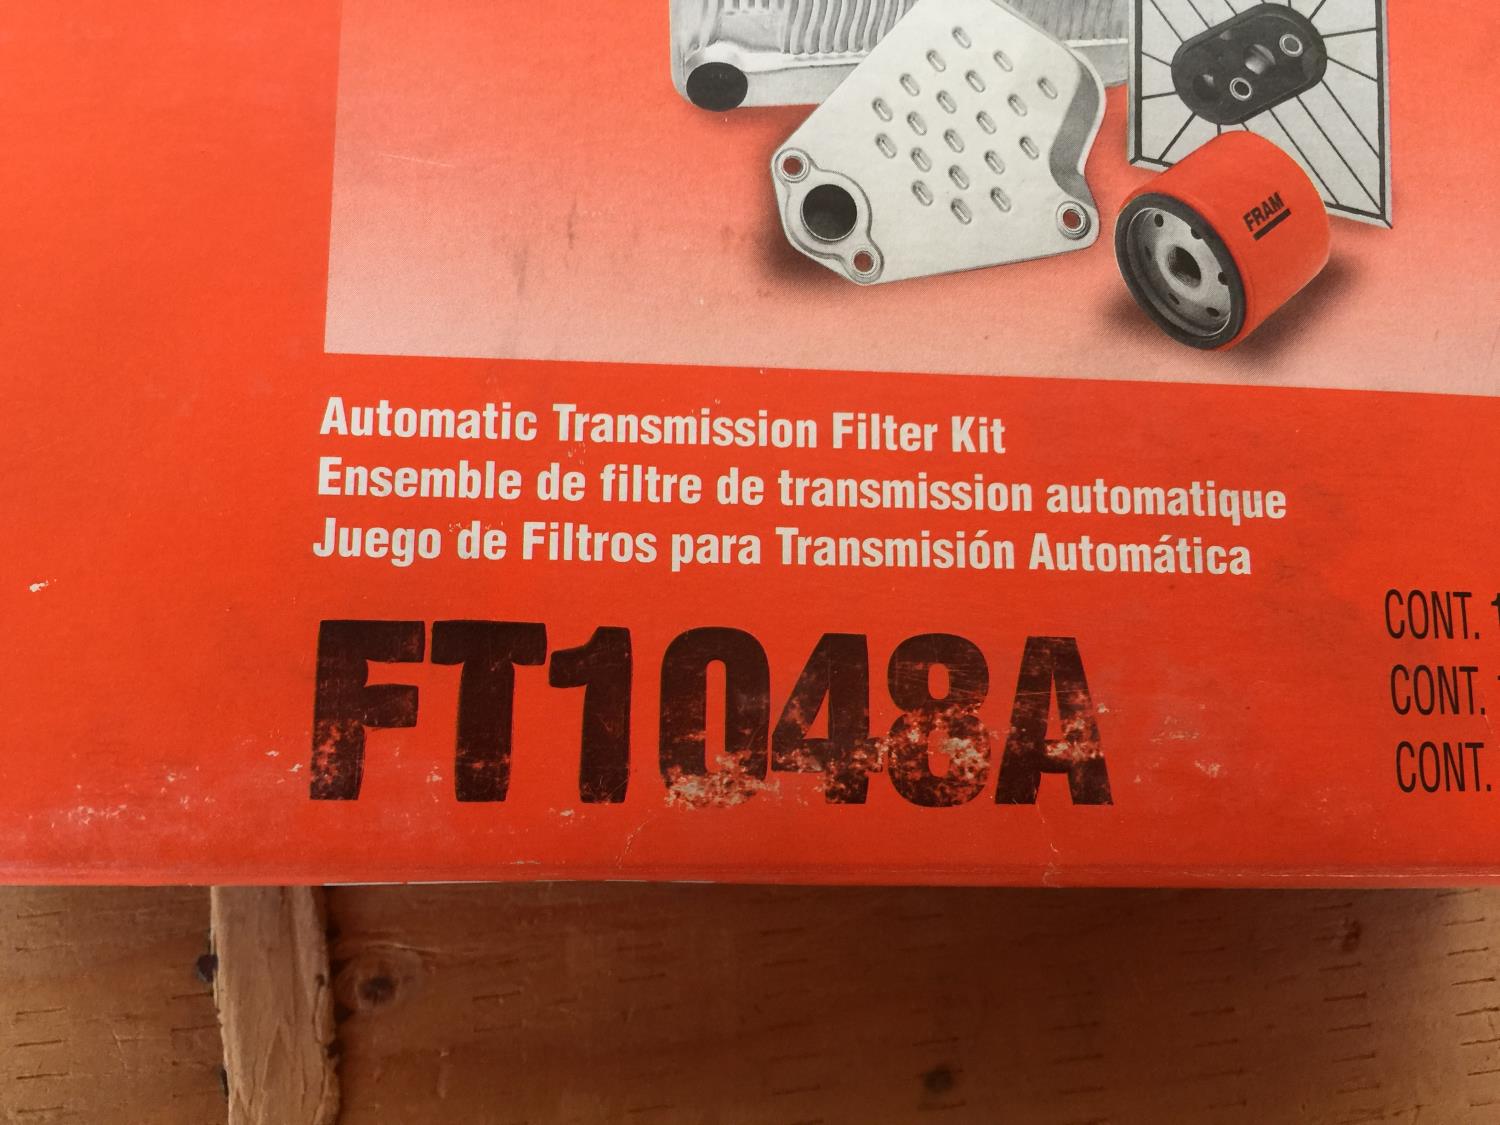 FRAM
Automatic Transmission Filter Kit
Ensemble de filtre de transmission automatique
Juego de Filtros para Transmisión Automática
FT1048A
CONT.
CONT.
CONT.